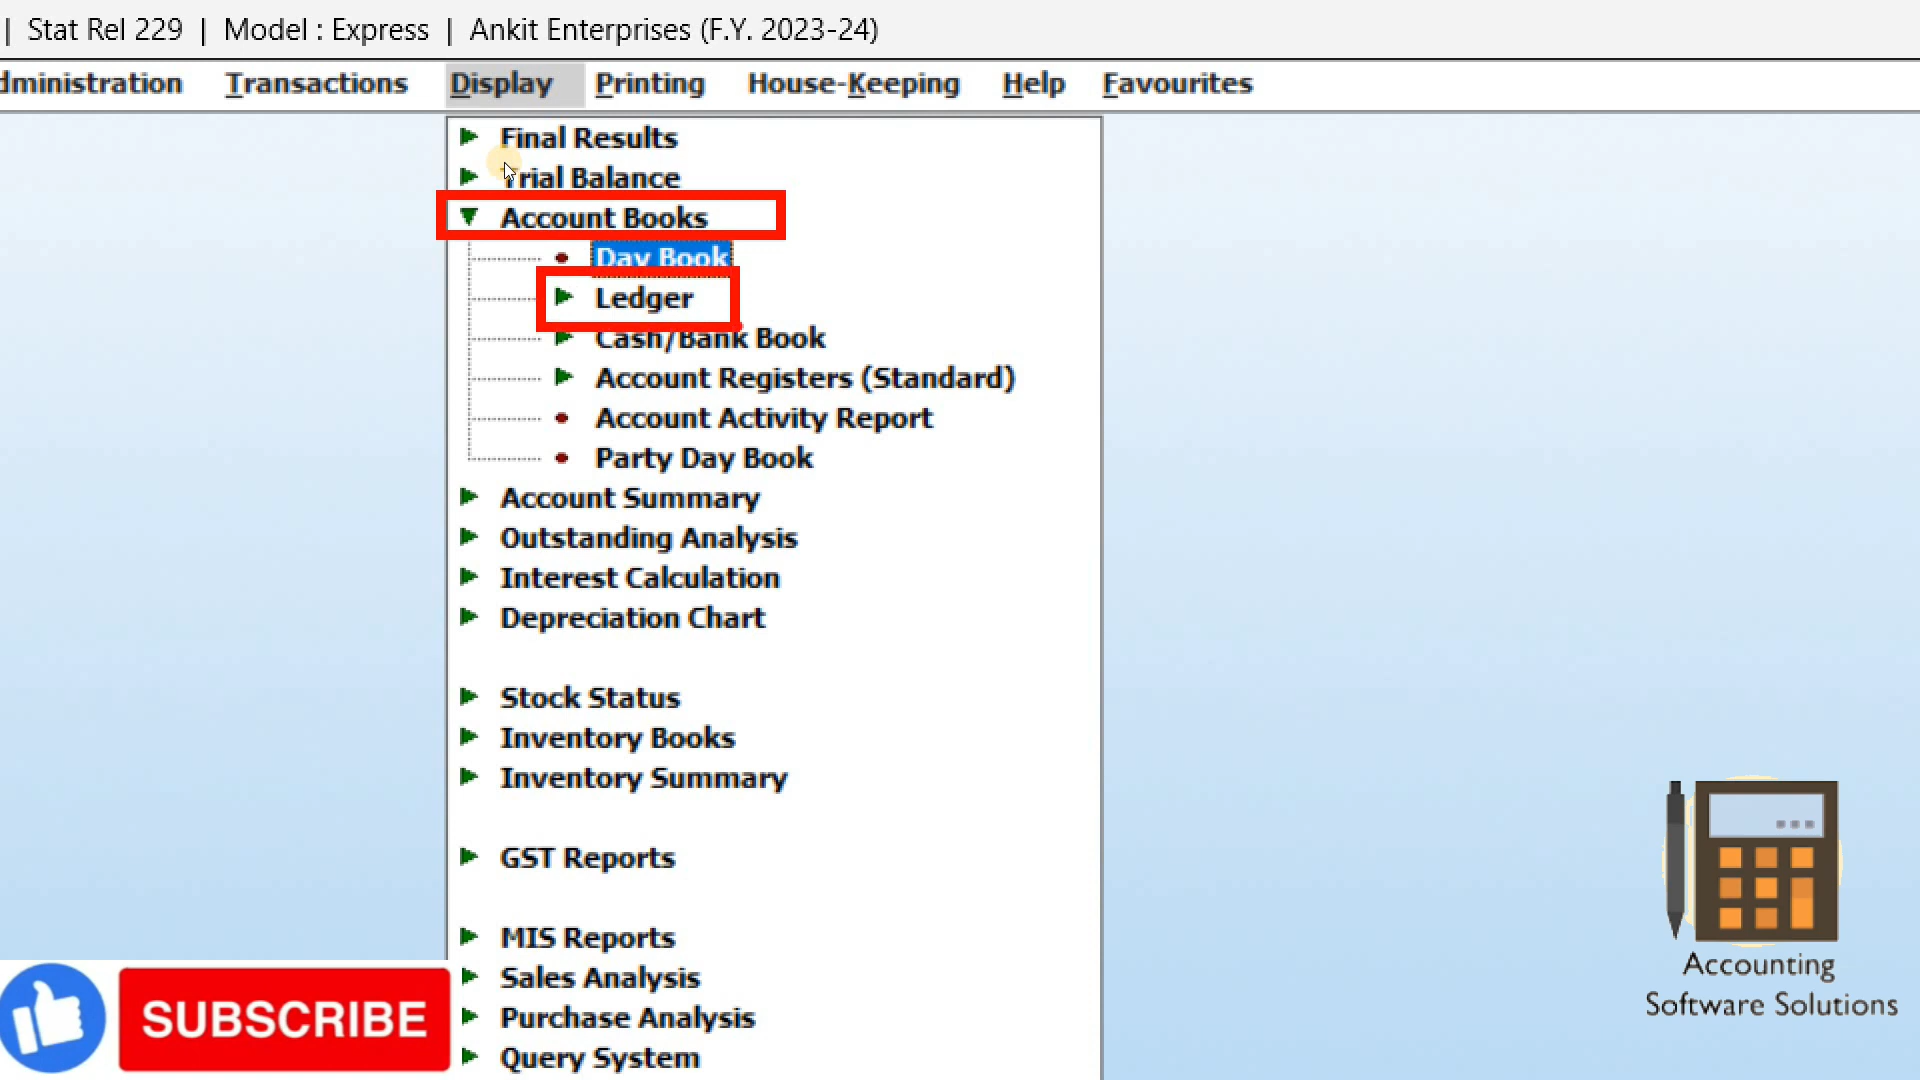 | Stat Rel 229 | Model : Express | Ankit Enterprises (F.Y. 2023-24)
dministration Transactions Display Printing House-Keeping Help Favourites
Final Results
Trial Balance
Account Books
Day Book
Ledger
Cash/Bank Book
Account Registers (Standard)
Account Activity Report
Party Day Book
Account Summary
Outstanding Analysis
Interest Calculation
Depreciation Chart
Stock Status
Inventory Books
Inventory Summary
GST Reports
MIS Reports
Sales Analysis
Purchase Analysis
Query System
SUBSCRIBE
Accounting
Software Solutions